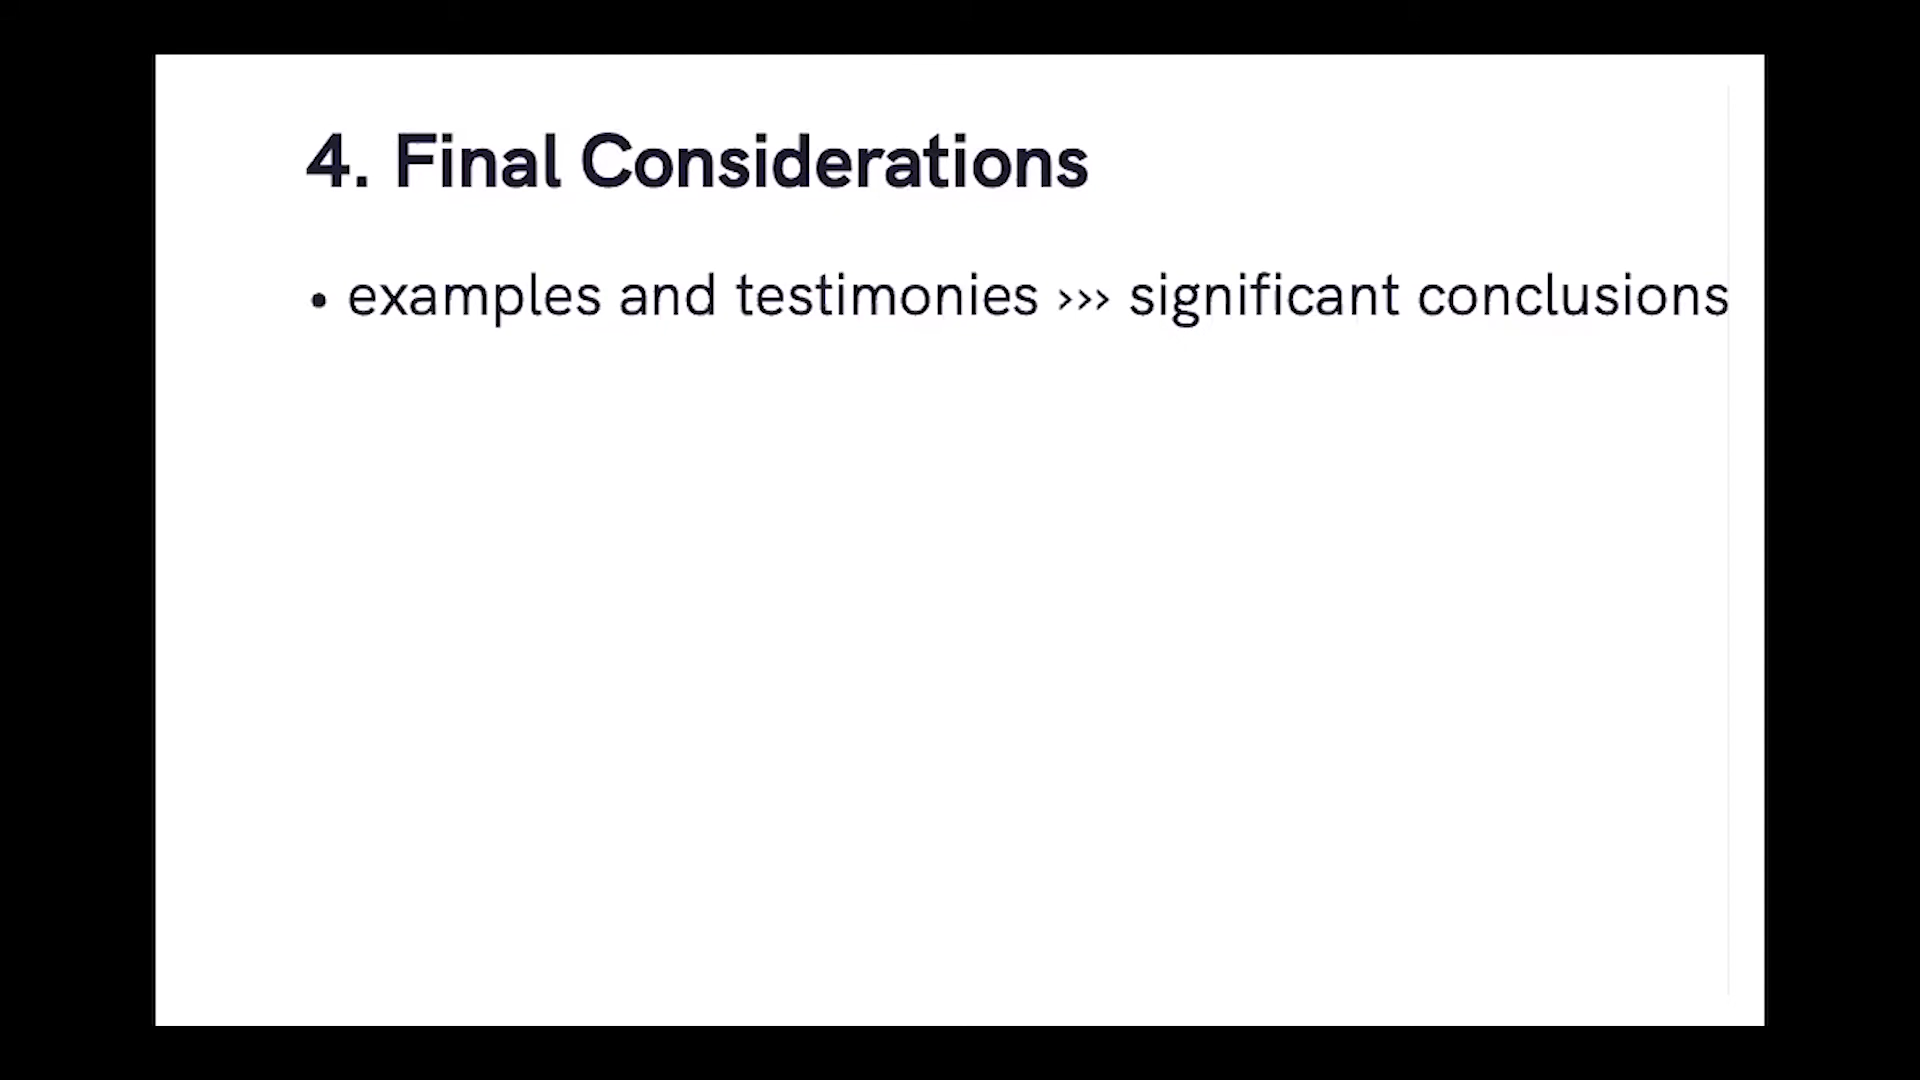 4. Final Considerations
• examples and testimonies ››› significant conclusions